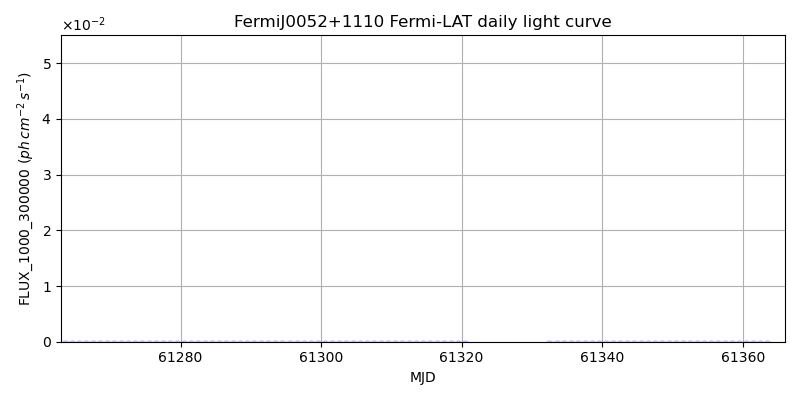 FermiJ0052+1110 Fermi-LAT daily light curve
×10⁻²
5
4
3
2
1
0
FLUX_1000_300000 (ph cm⁻² s⁻¹)
61280 61300 61320 61340 61360
MJD